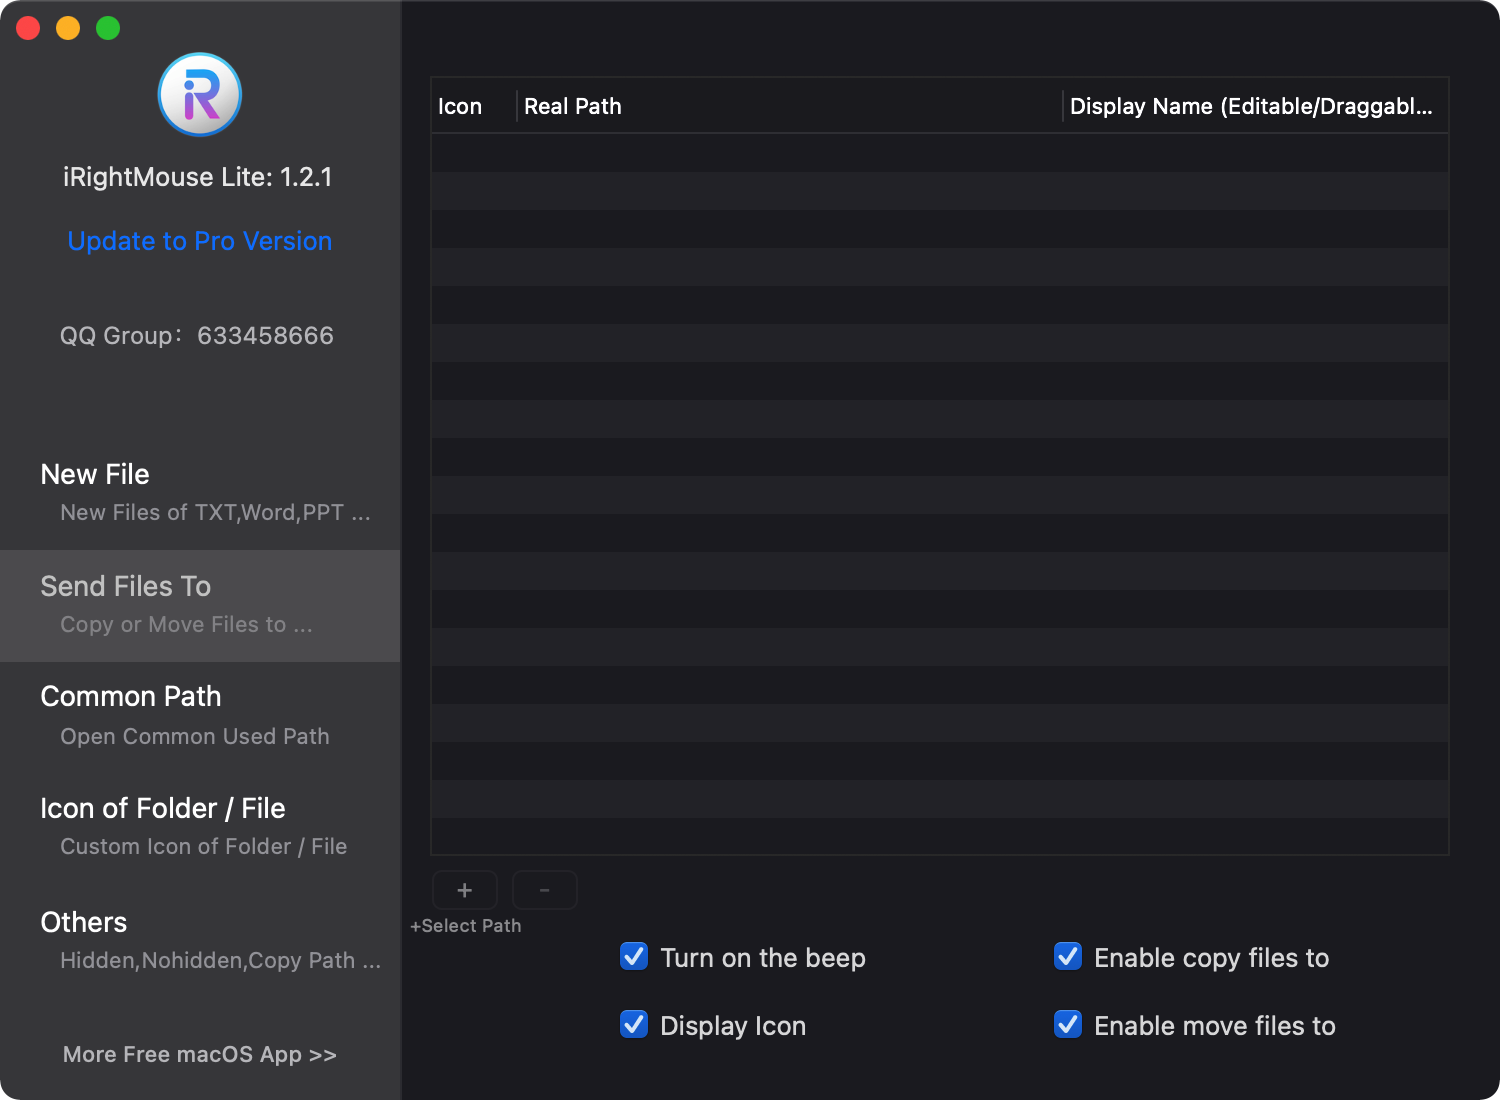 iR
iRightMouse Lite: 1.2.1
Update to Pro Version
QQ Group：633458666
New File
New Files of TXT,Word,PPT ...
Send Files To
Copy or Move Files to ...
Common Path
Open Common Used Path
Icon of Folder / File
Custom Icon of Folder / File
Others
Hidden,Nohidden,Copy Path ...
More Free macOS App >>
Icon Real Path Display Name (Editable/Draggabl...
+ -
+Select Path
Turn on the beep Enable copy files to
Display Icon Enable move files to